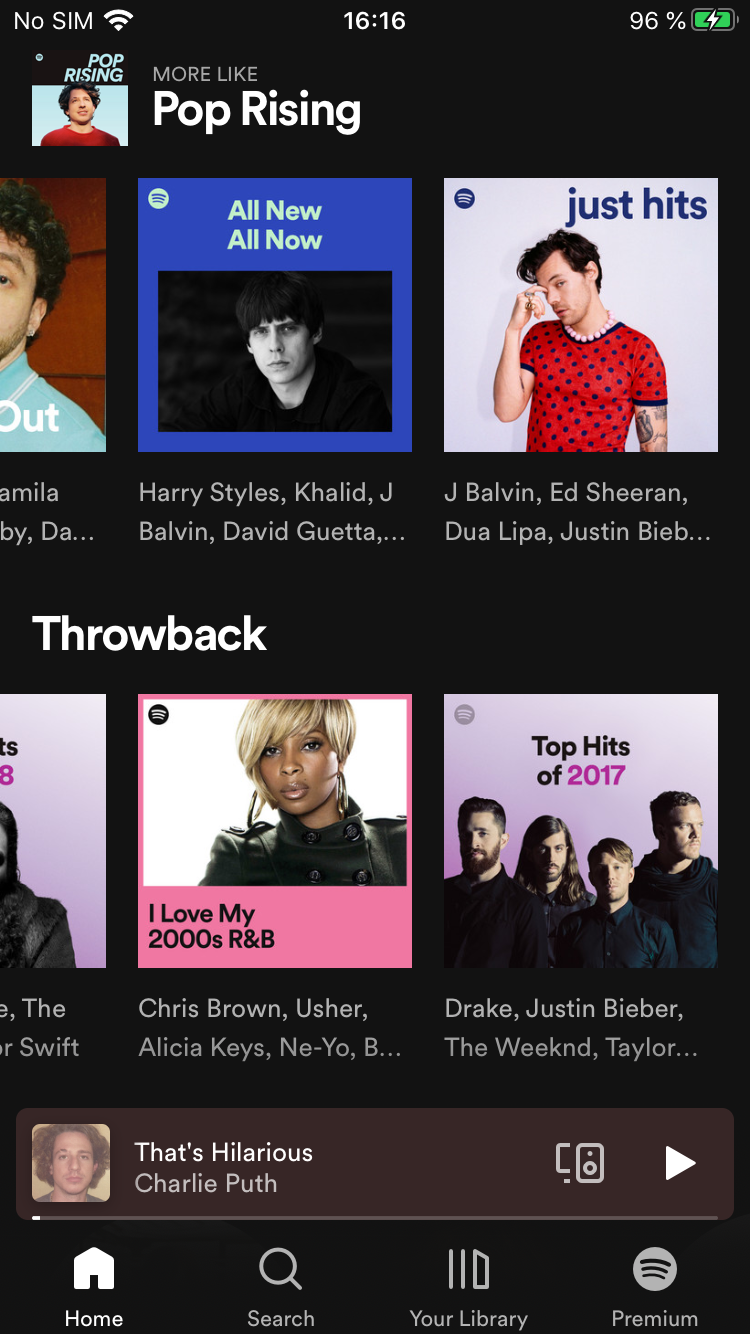 No SIM 16:16 96 %
POP
RISING
MORE LIKE
Pop Rising
All New
All Now
just hits
Out
amila
by, Da...
Harry Styles, Khalid, J
Balvin, David Guetta,...
J Balvin, Ed Sheeran,
Dua Lipa, Justin Bieb...
Throwback
ts
8
I Love My
2000s R&B
Top Hits
of 2017
e, The
or Swift
Chris Brown, Usher,
Alicia Keys, Ne-Yo, B...
Drake, Justin Bieber,
The Weeknd, Taylor...
That's Hilarious
Charlie Puth
Home Search Your Library Premium